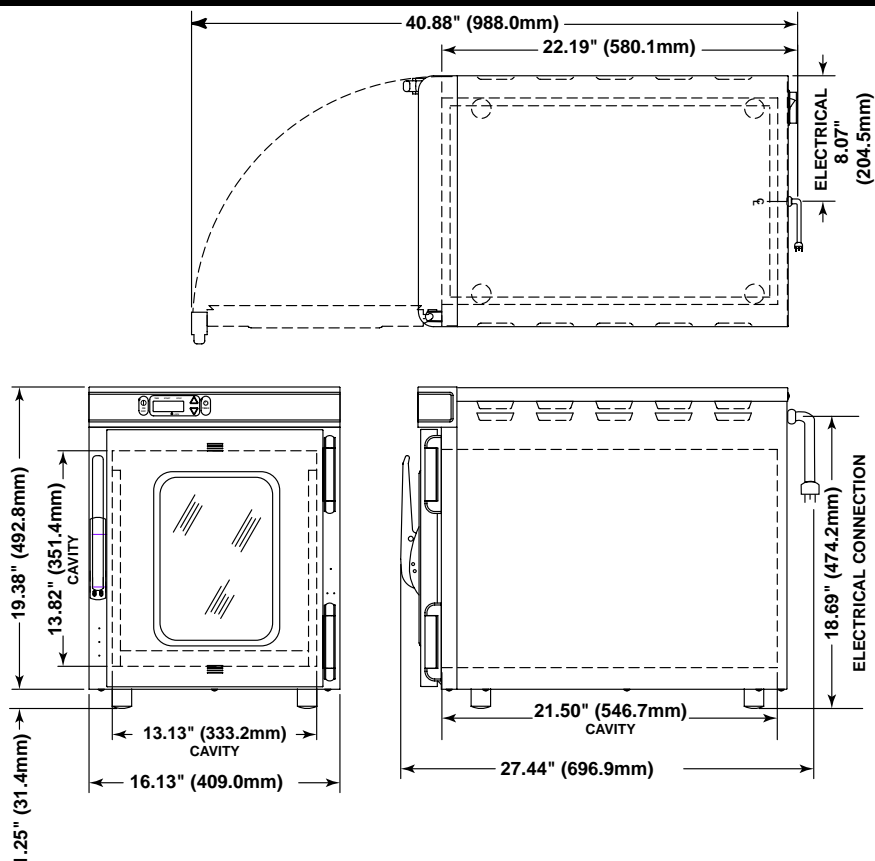 40.88" (988.0mm)
22.19" (580.1mm)
ELECTRICAL
8.07"
(204.5mm)
19.38" (492.8mm)
13.82" (351.4mm)
CAVITY
18.69" (474.2mm)
ELECTRICAL CONNECTION
13.13" (333.2mm)
CAVITY
21.50" (546.7mm)
CAVITY
16.13" (409.0mm)
27.44" (696.9mm)
1.25" (31.4mm)